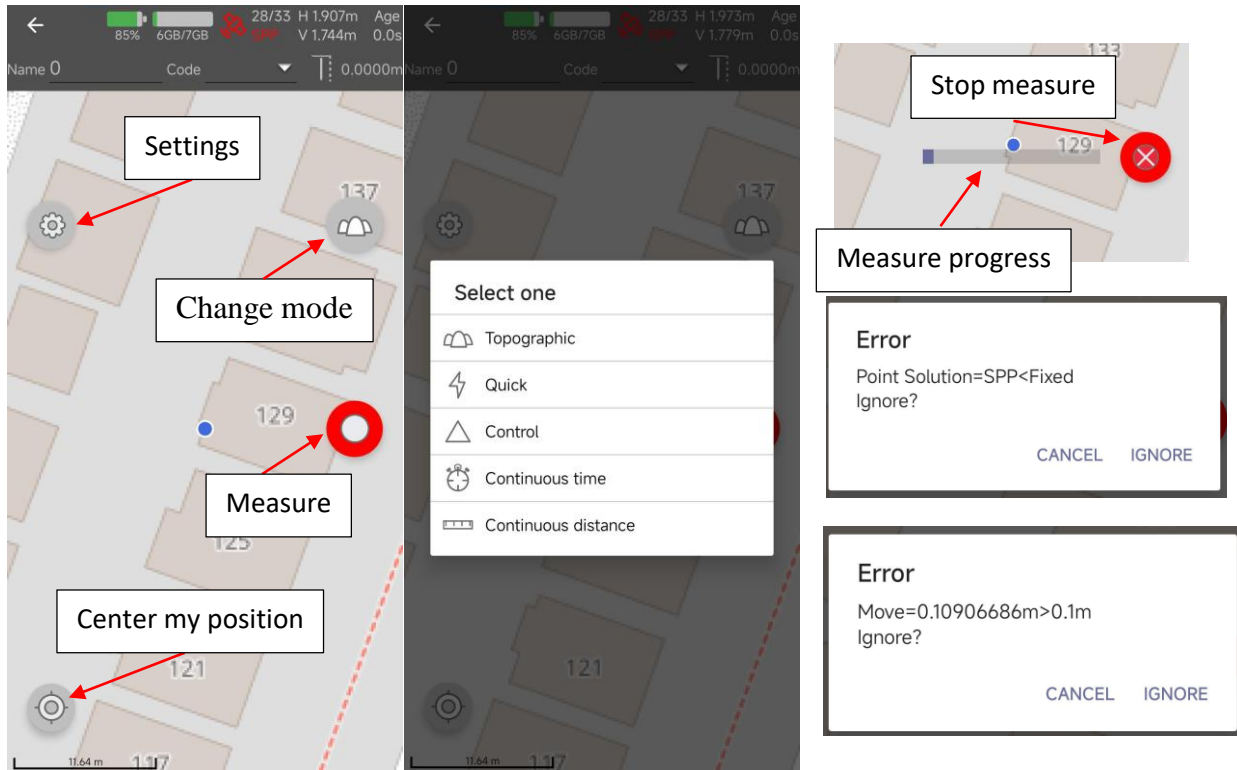 28/33 H 1.907m Age
85% 6GB/7GB SPP V 1.744m 0.0s
Name 0 Code 0.0000m
Settings
137
Change mode
129
Measure
125
Center my position
121
11.64 m 117
28/33 H 1.973m Age
85% 6GB/7GB SPP V 1.779m 0.0s
Name 0 Code 0.0000m
137
Select one
Topographic
Quick
Control
Continuous time
Continuous distance
121
11.64 m 117
133
Stop measure
129
Measure progress
Error
Point Solution=SPP<Fixed
Ignore?
CANCEL IGNORE
Error
Move=0.10906686m>0.1m
Ignore?
CANCEL IGNORE